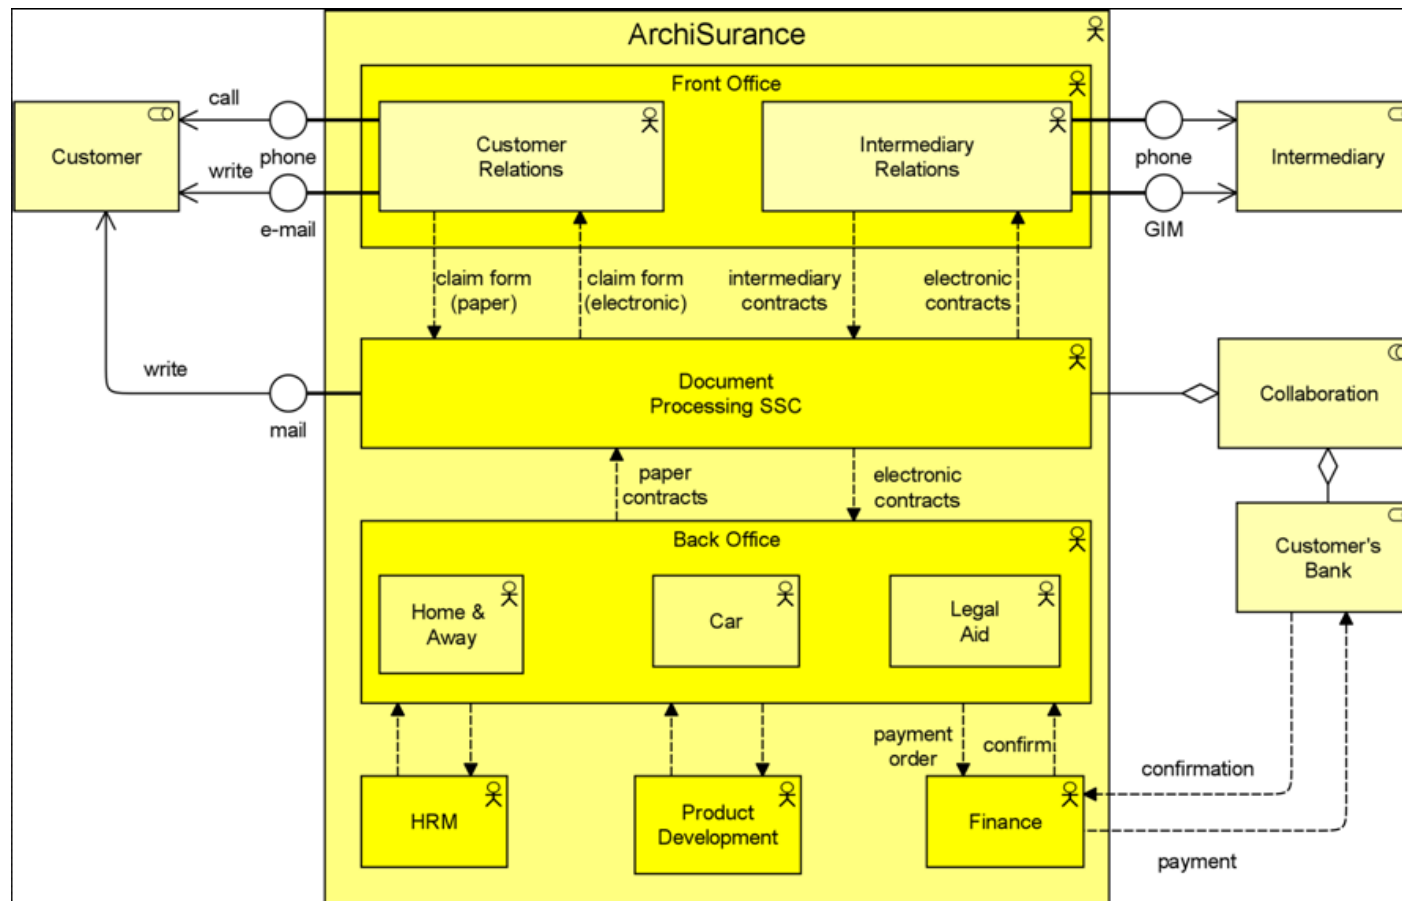 ArchiSurance
Front Office
call
Customer
phone
write
e-mail
Customer
Relations
Intermediary
Relations
phone
GIM
Intermediary
claim form
(paper)
claim form
(electronic)
intermediary
contracts
electronic
contracts
write
mail
Document
Processing SSC
Collaboration
paper
contracts
electronic
contracts
Back Office
Home &
Away
Car
Legal
Aid
Customer's
Bank
payment
order
confirm
confirmation
HRM
Product
Development
Finance
payment